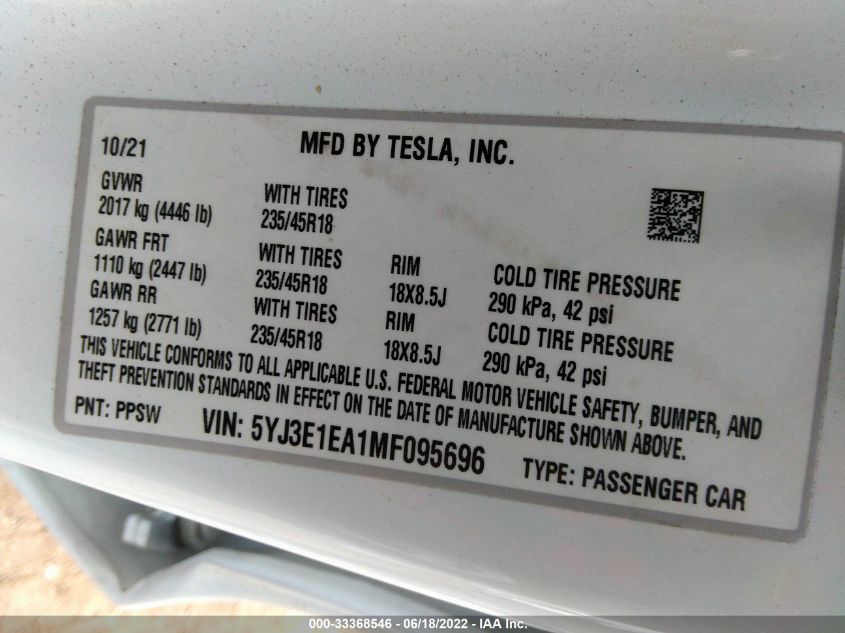 10/21
MFD BY TESLA, INC.
GVWR
2017 kg (4446 lb)
WITH TIRES
235/45R18
GAWR FRT
1110 kg (2447 lb)
WITH TIRES
235/45R18
RIM
18X8.5J
COLD TIRE PRESSURE
290 kPa, 42 psi
GAWR RR
1257 kg (2771 lb)
WITH TIRES
235/45R18
RIM
18X8.5J
COLD TIRE PRESSURE
290 kPa, 42 psi
THIS VEHICLE CONFORMS TO ALL APPLICABLE U.S. FEDERAL MOTOR VEHICLE SAFETY, BUMPER, AND
THEFT PREVENTION STANDARDS IN EFFECT ON THE DATE OF MANUFACTURE SHOWN ABOVE.
PNT: PPSW
VIN: 5YJ3E1EA1MF095696
TYPE: PASSENGER CAR
000-33368546 - 06/18/2022 - IAA Inc.